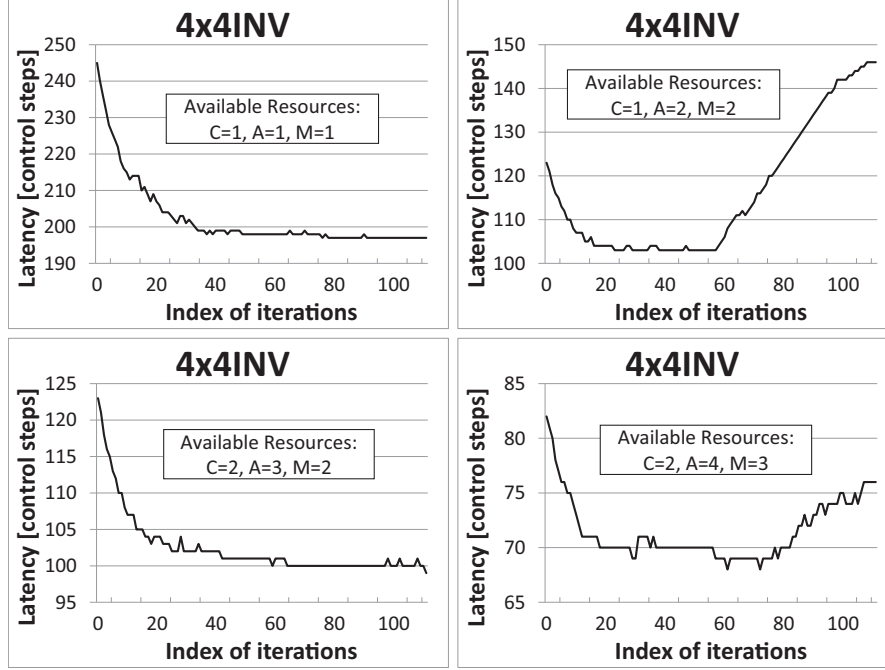 4x4INV
Latency [control steps]
250
240
230
220
210
200
190
Available Resources:
C=1, A=1, M=1
0 20 40 60 80 100
Index of iterations
4x4INV
Latency [control steps]
150
140
130
120
110
100
Available Resources:
C=1, A=2, M=2
0 20 40 60 80 100
Index of iterations
4x4INV
Latency [control steps]
125
120
115
110
105
100
95
Available Resources:
C=2, A=3, M=2
0 20 40 60 80 100
Index of iterations
4x4INV
Latency [control steps]
85
80
75
70
65
Available Resources:
C=2, A=4, M=3
0 20 40 60 80 100
Index of iterations